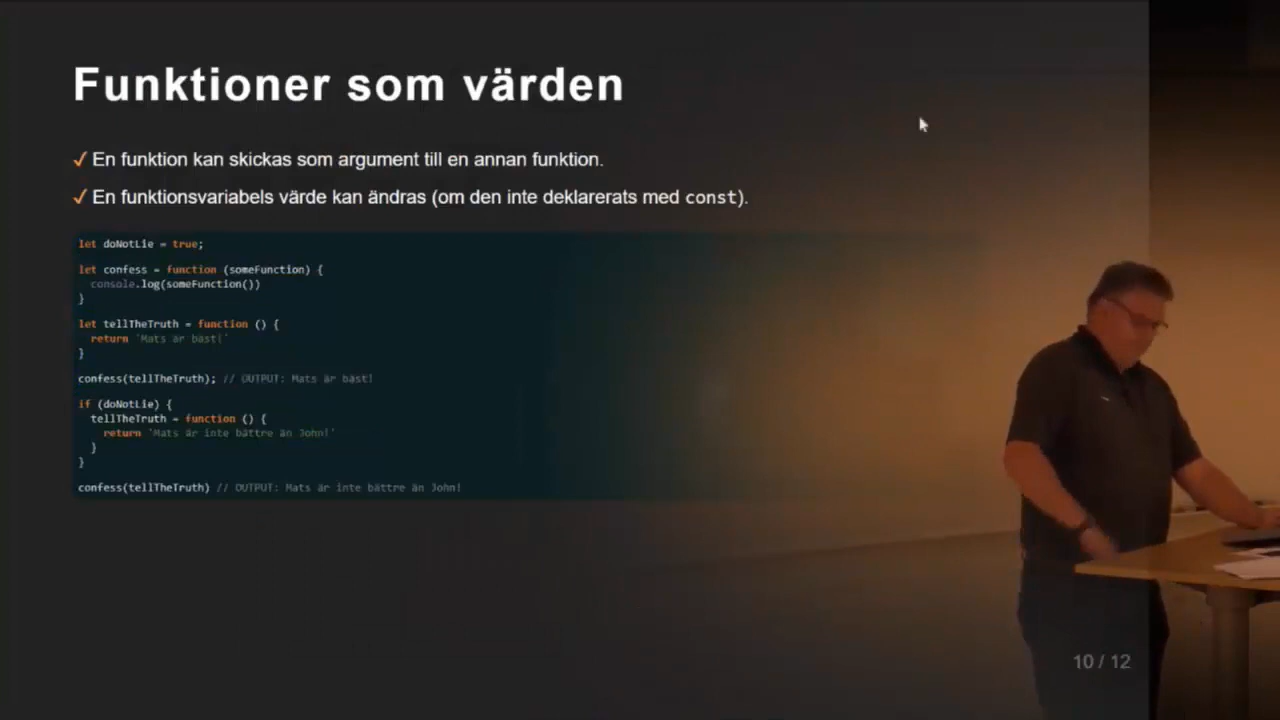 Funktioner som värden
✓ En funktion kan skickas som argument till en annan funktion.
✓ En funktionsvariabels värde kan ändras (om den inte deklarerats med const).
let doNotLie = true;
let confess = function (someFunction) {
console.log(someFunction())
}
let tellTheTruth = function () {
return 'Mats är bäst!'
}
confess(tellTheTruth); // OUTPUT: Mats är bäst!
if (doNotLie) {
tellTheTruth = function () {
return 'Mats är inte bättre än John!'
}
}
confess(tellTheTruth) // OUTPUT: Mats är inte bättre än John!
10 / 12